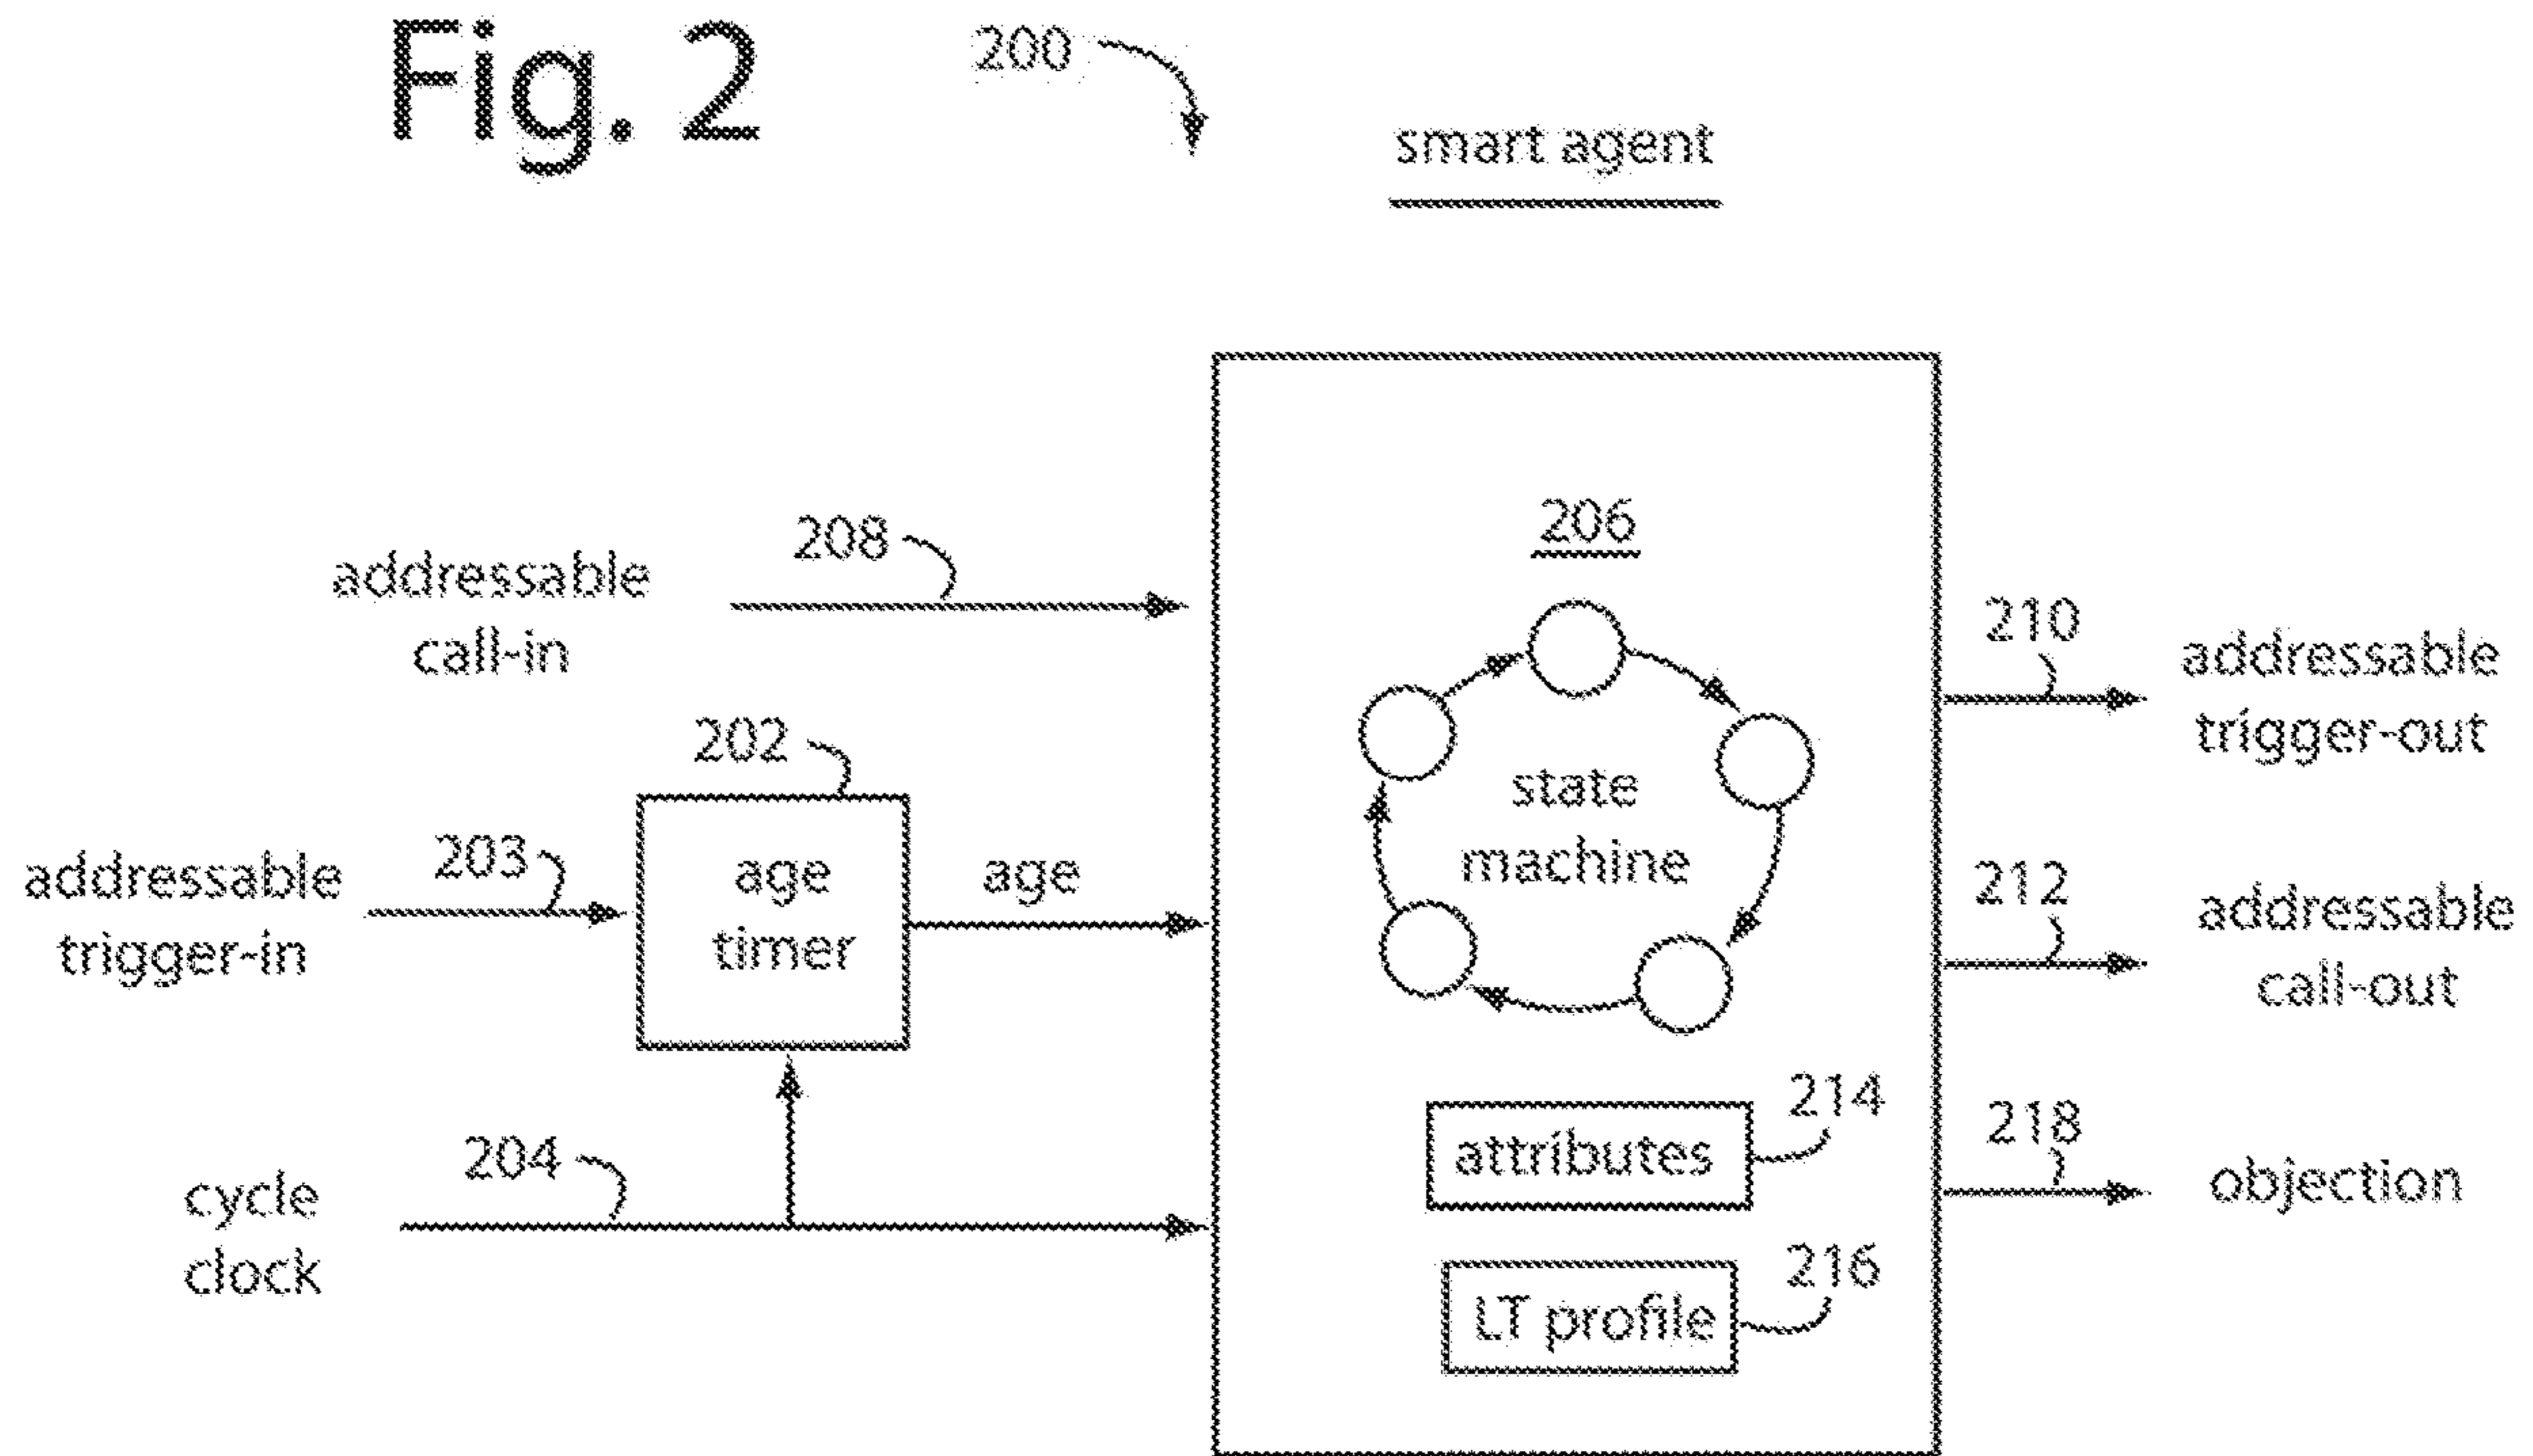 Fig. 2
200
smart agent
206
208
addressable
call-in
210
addressable
trigger-out
202
state
machine
203
addressable
trigger-in
age
timer
age
212
addressable
call-out
204
cycle
clock
attributes
214
218
objection
LT profile
216